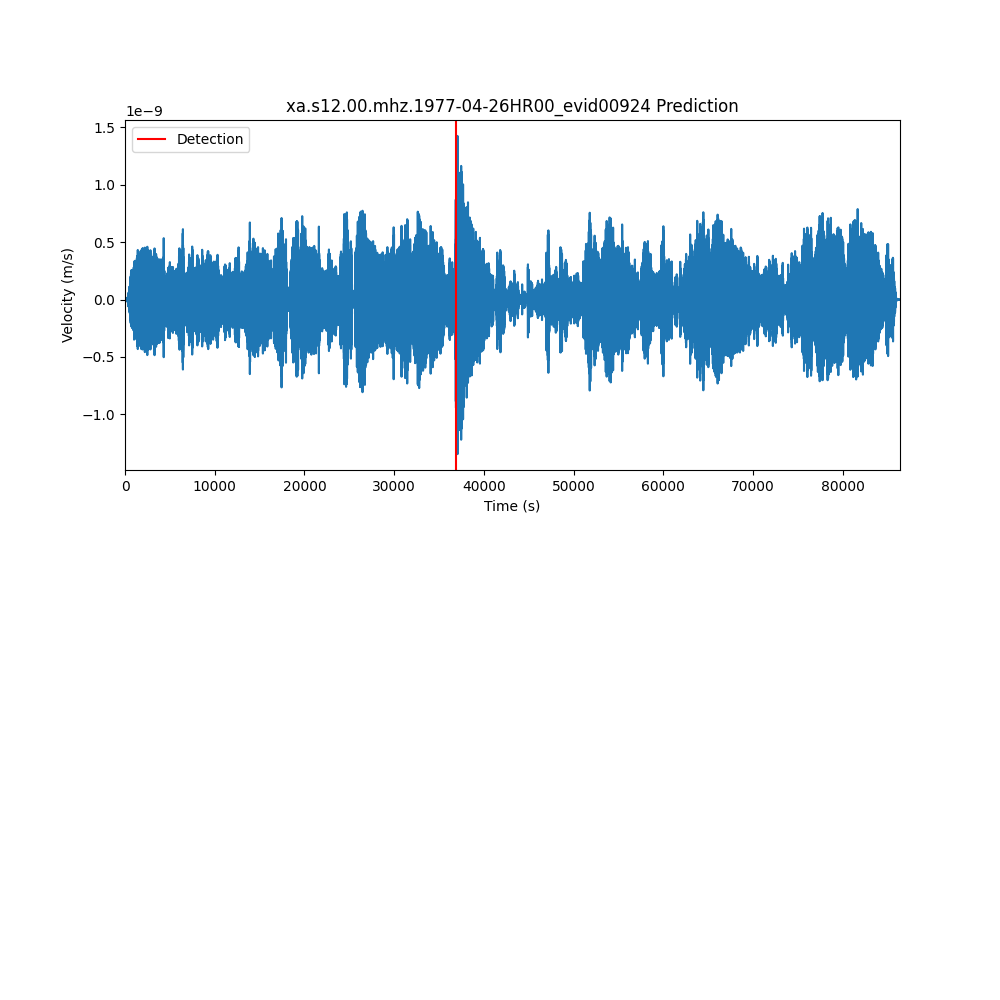 xa.s12.00.mhz.1977-04-26HR00_evid00924 Prediction
1e−9
Detection
1.5
1.0
0.5
0.0
−0.5
−1.0
Velocity (m/s)
0 10000 20000 30000 40000 50000 60000 70000 80000
Time (s)